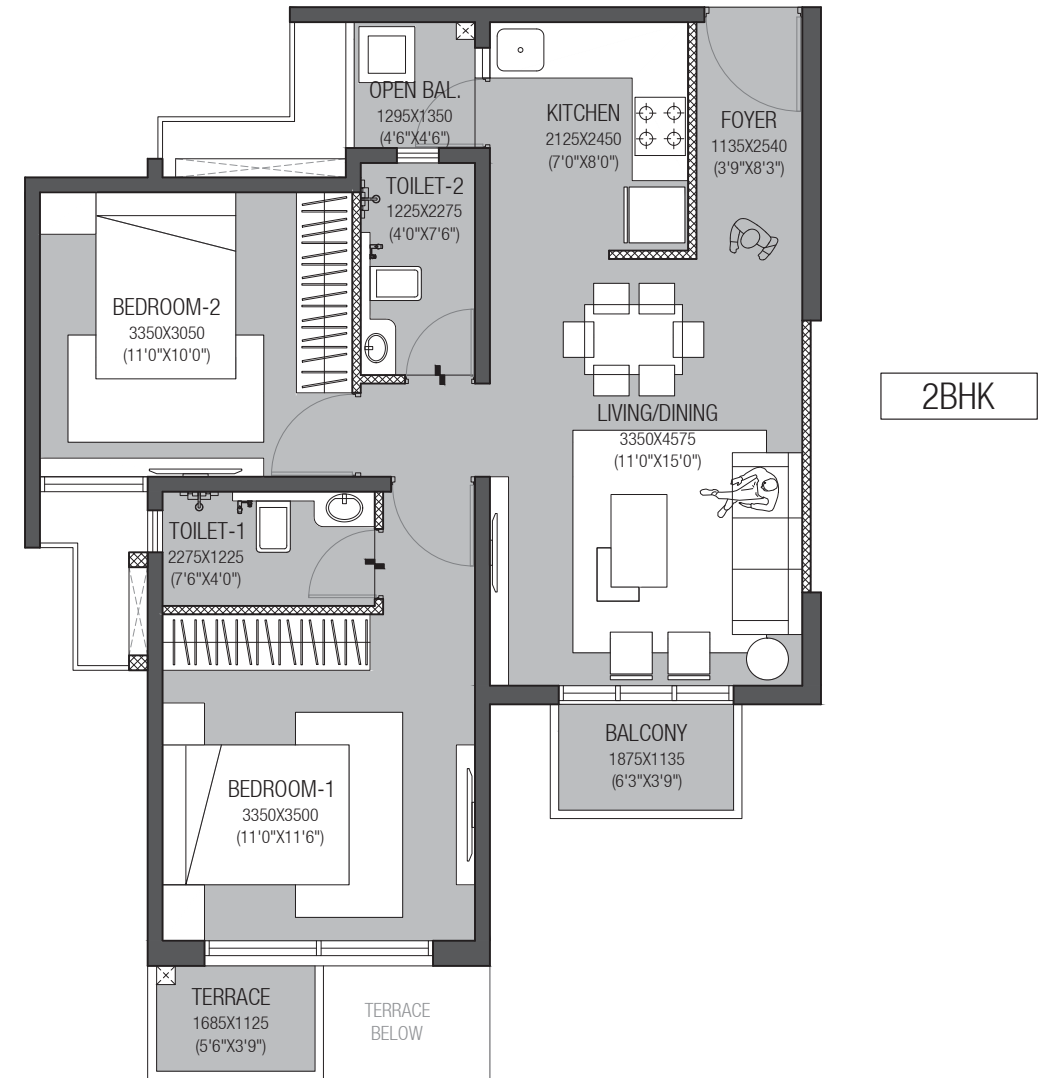 OPEN BAL.
1295X1350
(4'6"X4'6")
KITCHEN
2125X2450
(7'0"X8'0")
FOYER
1135X2540
(3'9"X8'3")
TOILET-2
1225X2275
(4'0"X7'6")
BEDROOM-2
3350X3050
(11'0"X10'0")
2BHK
LIVING/DINING
3350X4575
(11'0"X15'0")
TOILET-1
2275X1225
(7'6"X4'0")
BALCONY
1875X1135
(6'3"X3'9")
BEDROOM-1
3350X3500
(11'0"X11'6")
TERRACE
1685X1125
(5'6"X3'9")
TERRACE
BELOW